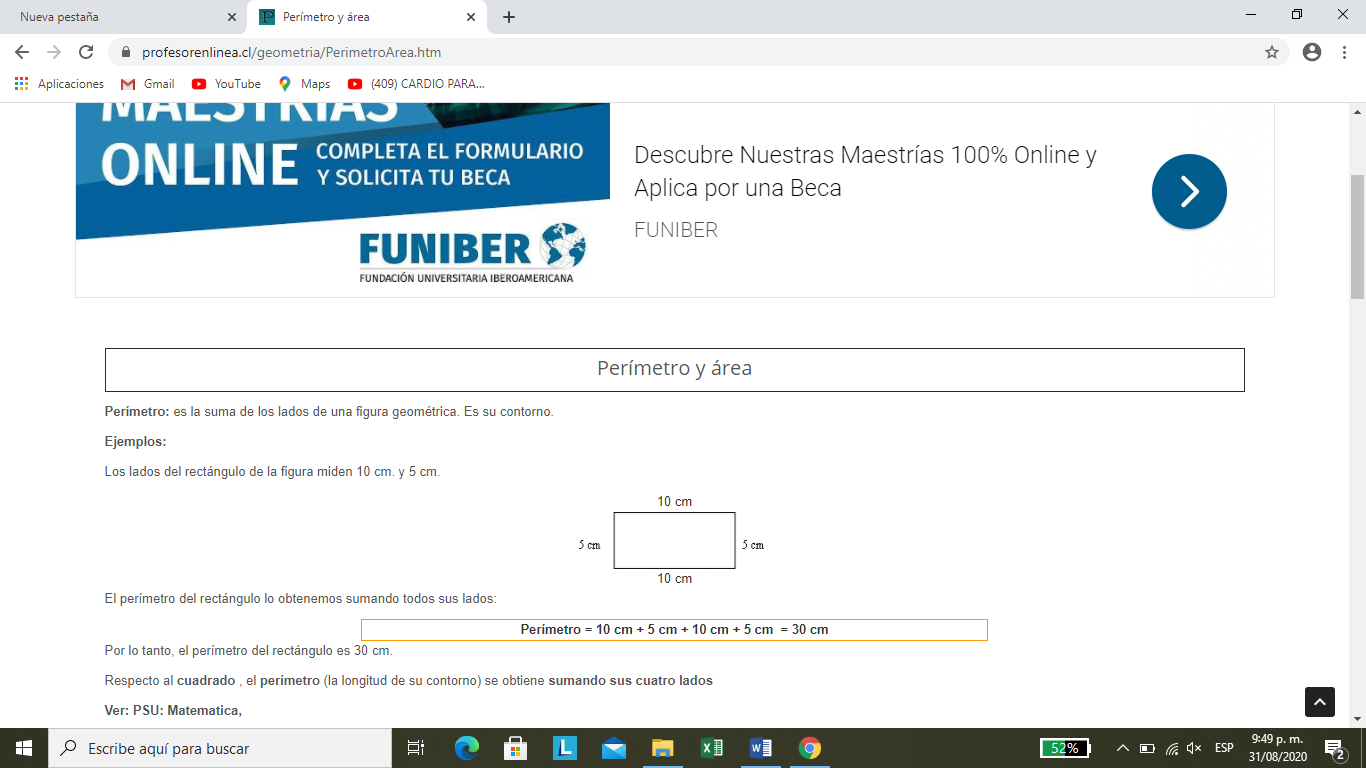 Nueva pestaña
Perímetro y área
profesorenlinea.cl/geometria/PerimetroArea.htm
Aplicaciones
Gmail
YouTube
Maps
(409) CARDIO PARA...
MAESTRÍAS
ONLINE
COMPLETA EL FORMULARIO
Y SOLICITA TU BECA
FUNIBER
FUNDACIÓN UNIVERSITARIA IBEROAMERICANA
Descubre Nuestras Maestrías 100% Online y
Aplica por una Beca
FUNIBER
Perímetro y área
Perímetro: es la suma de los lados de una figura geométrica. Es su contorno.
Ejemplos:
Los lados del rectángulo de la figura miden 10 cm. y 5 cm.
10 cm
5 cm
5 cm
10 cm
El perímetro del rectángulo lo obtenemos sumando todos sus lados:
Perímetro = 10 cm + 5 cm + 10 cm + 5 cm = 30 cm
Por lo tanto, el perímetro del rectángulo es 30 cm.
Respecto al cuadrado , el perímetro (la longitud de su contorno) se obtiene sumando sus cuatro lados
Ver: PSU: Matematica,
Escribe aquí para buscar
L
52%
ESP
9:49 p. m.
31/08/2020
2